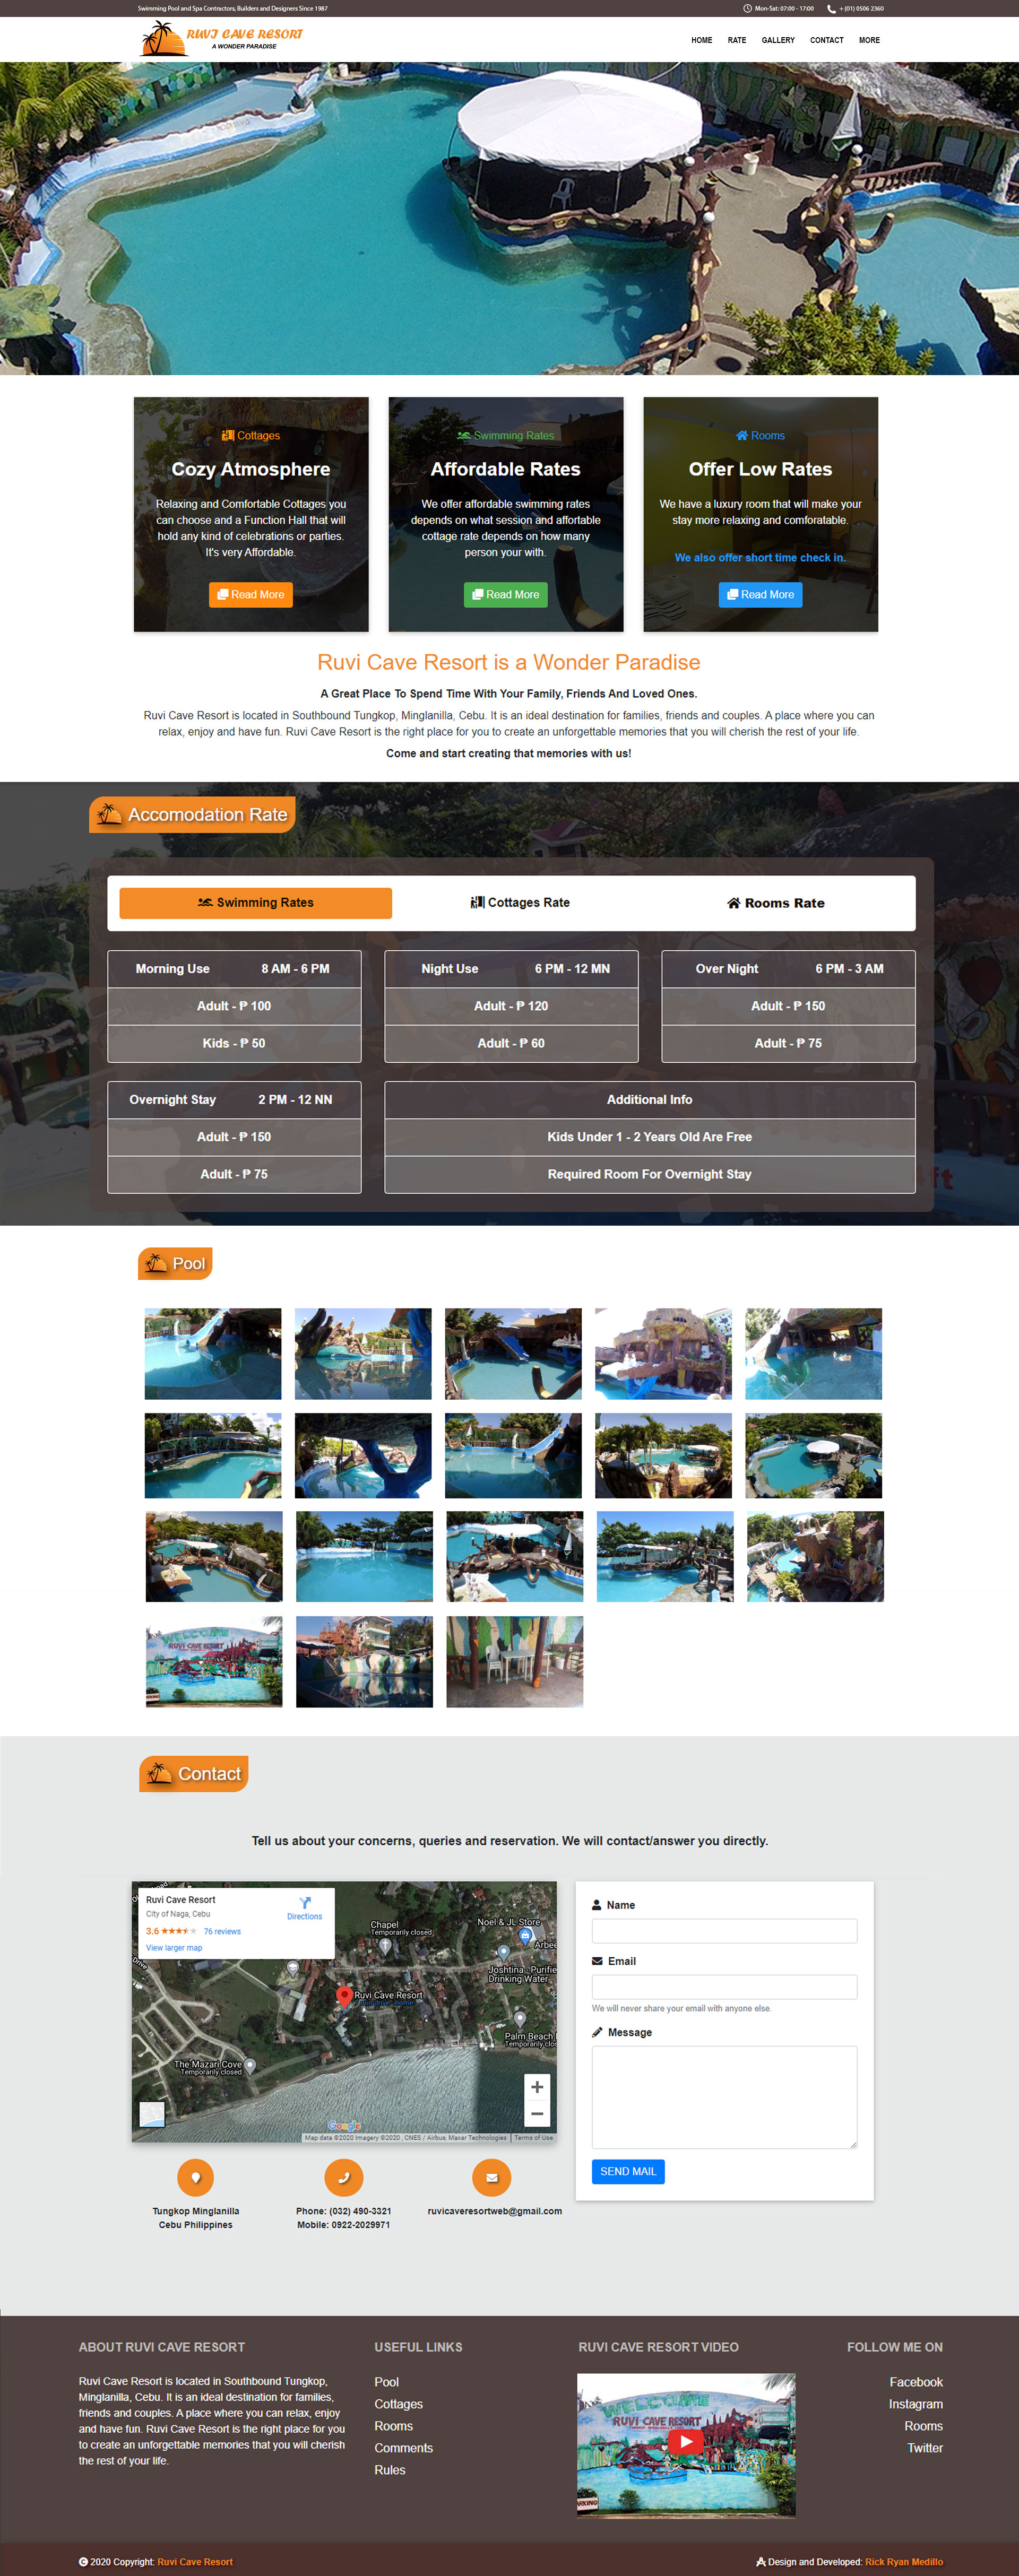 Swimming Pool and Spa Contractors, Builders and Designers Since 1987
Mon-Sat: 07:00 - 17:00
+ (01) 0506 2360
RUVI CAVE RESORT
A WONDER PARADISE
HOME
RATE
GALLERY
CONTACT
MORE
Cottages
Cozy Atmosphere
Relaxing and Comfortable Cottages you
can choose and a Function Hall that will
hold any kind of celebrations or parties.
It's very Affordable.
Read More
Swimming Rates
Affordable Rates
We offer affordable swimming rates
depends on what session and affortable
cottage rate depends on how many
person your with.
Read More
Rooms
Offer Low Rates
We have a luxury room that will make your
stay more relaxing and comforatable.
We also offer short time check in.
Read More
Ruvi Cave Resort is a Wonder Paradise
A Great Place To Spend Time With Your Family, Friends And Loved Ones.
Ruvi Cave Resort is located in Southbound Tungkop, Minglanilla, Cebu. It is an ideal destination for families, friends and couples. A place where you can
relax, enjoy and have fun. Ruvi Cave Resort is the right place for you to create an unforgettable memories that you will cherish the rest of your life.
Come and start creating that memories with us!
Accomodation Rate
Swimming Rates
Cottages Rate
Rooms Rate
Morning Use 8 AM - 6 PM
Adult - ₱ 100
Kids - ₱ 50
Night Use 6 PM - 12 MN
Adult - ₱ 120
Adult - ₱ 60
Over Night 6 PM - 3 AM
Adult - ₱ 150
Adult - ₱ 75
Overnight Stay 2 PM - 12 NN
Adult - ₱ 150
Adult - ₱ 75
Additional Info
Kids Under 1 - 2 Years Old Are Free
Required Room For Overnight Stay
Pool
WELCOME
RUVI CAVE RESORT
Contact
Tell us about your concerns, queries and reservation. We will contact/answer you directly.
Ruvi Cave Resort
City of Naga, Cebu
3.6
76 reviews
View larger map
Directions
Chapel
Temporarily closed
Noel & JL Store
Arbee
Joshtina - Purifie
Drinking Water
Ruvi Cave Resort
Palm Beach
Temporarily clos
The Mazari Cove
Temporarily closed
Google
Map data ©2020 Imagery ©2020 , CNES / Airbus, Maxar Technologies
Terms of Use
Name
Email
We will never share your email with anyone else.
Message
SEND MAIL
Tungkop Minglanilla
Cebu Philippines
Phone: (032) 490-3321
Mobile: 0922-2029971
ruvicaveresortweb@gmail.com
ABOUT RUVI CAVE RESORT
Ruvi Cave Resort is located in Southbound Tungkop,
Minglanilla, Cebu. It is an ideal destination for families,
friends and couples. A place where you can relax, enjoy
and have fun. Ruvi Cave Resort is the right place for you
to create an unforgettable memories that you will cherish
the rest of your life.
USEFUL LINKS
Pool
Cottages
Rooms
Comments
Rules
RUVI CAVE RESORT VIDEO
WELCOME
RUVI CAVE RESORT
PARKING
FOLLOW ME ON
Facebook
Instagram
Rooms
Twitter
© 2020 Copyright: Ruvi Cave Resort
Design and Developed: Rick Ryan Medillo